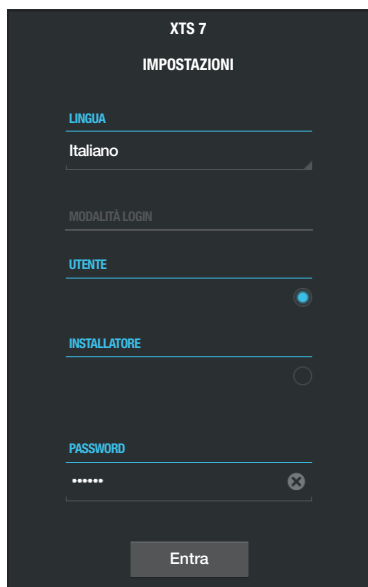 XTS 7
IMPOSTAZIONI
LINGUA
Italiano
MODALITÀ LOGIN
UTENTE
INSTALLATORE
PASSWORD
••••••
Entra